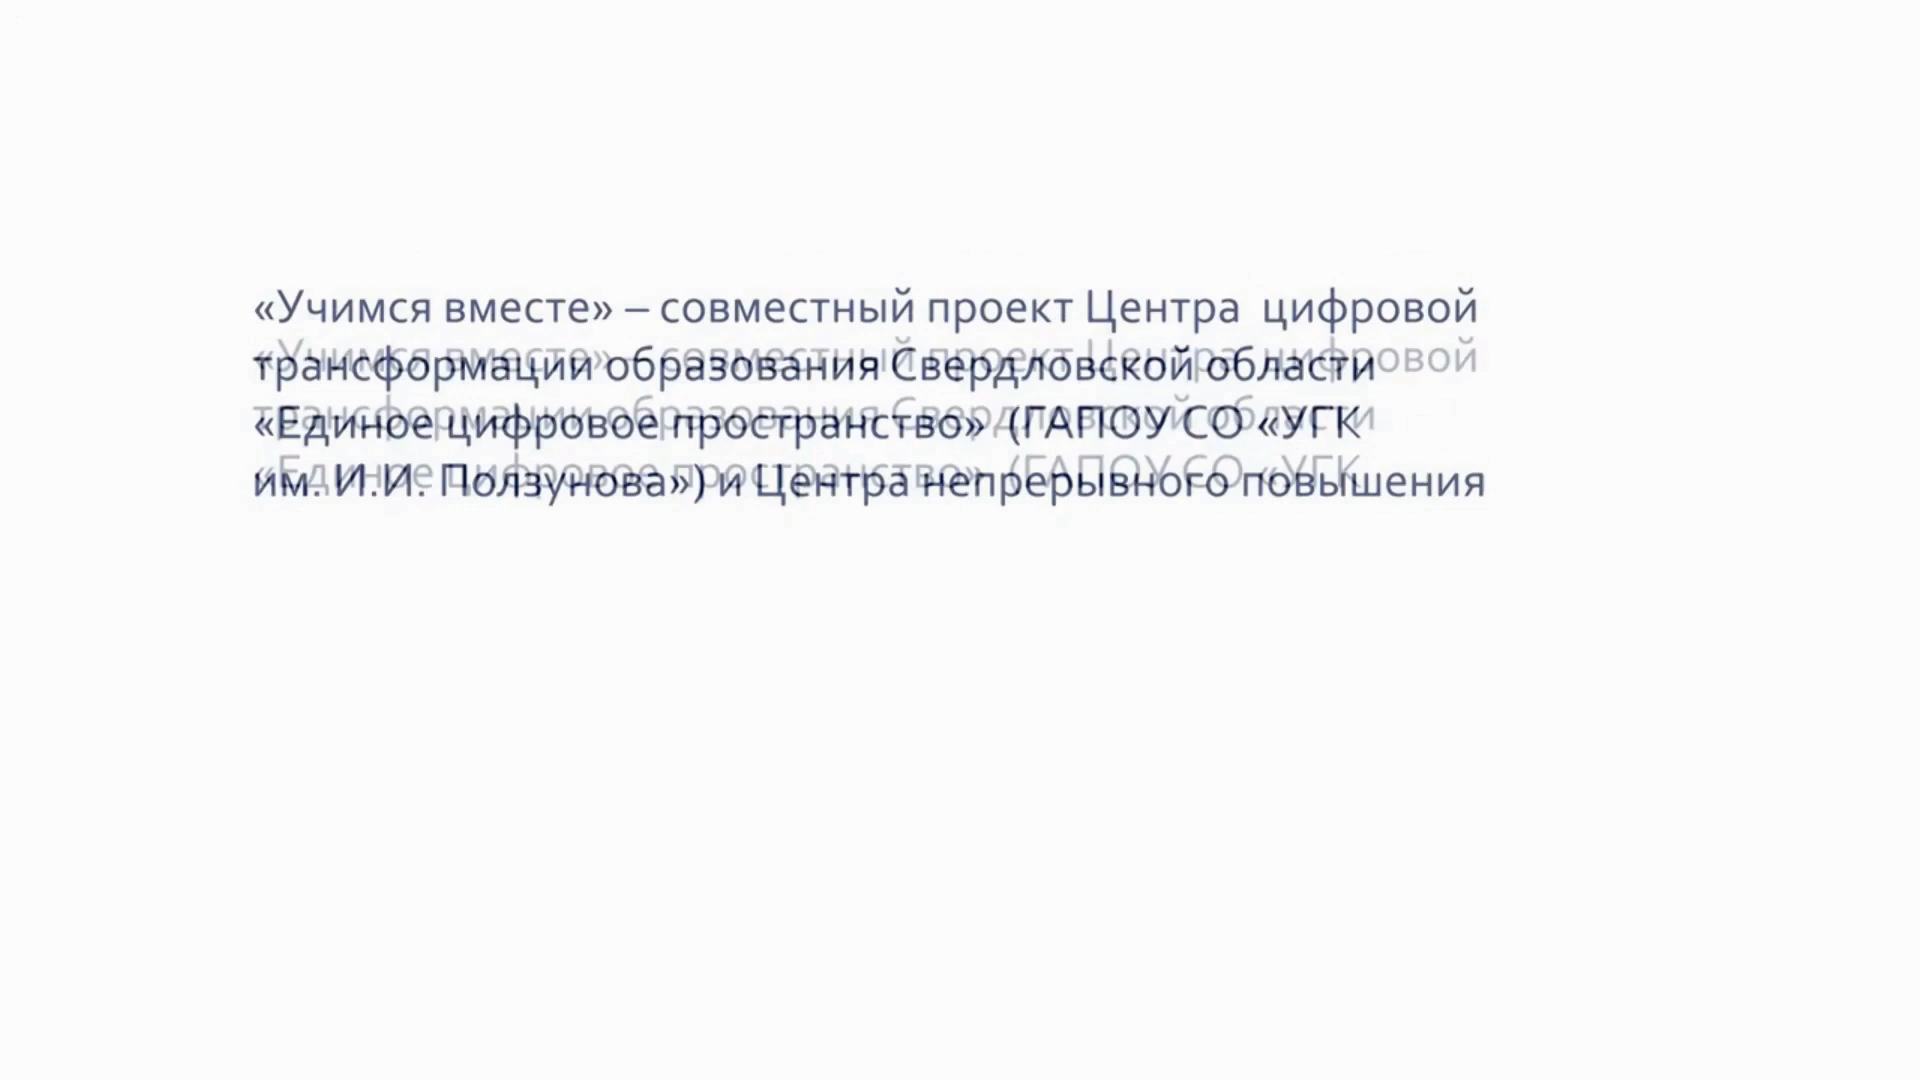 «Учимся вместе» – совместный проект Центра  цифровой
трансформации образования Свердловской области
«Единое цифровое пространство»  (ГАПОУ СО «УГК
им. И.И. Ползунова») и Центра непрерывного повышения